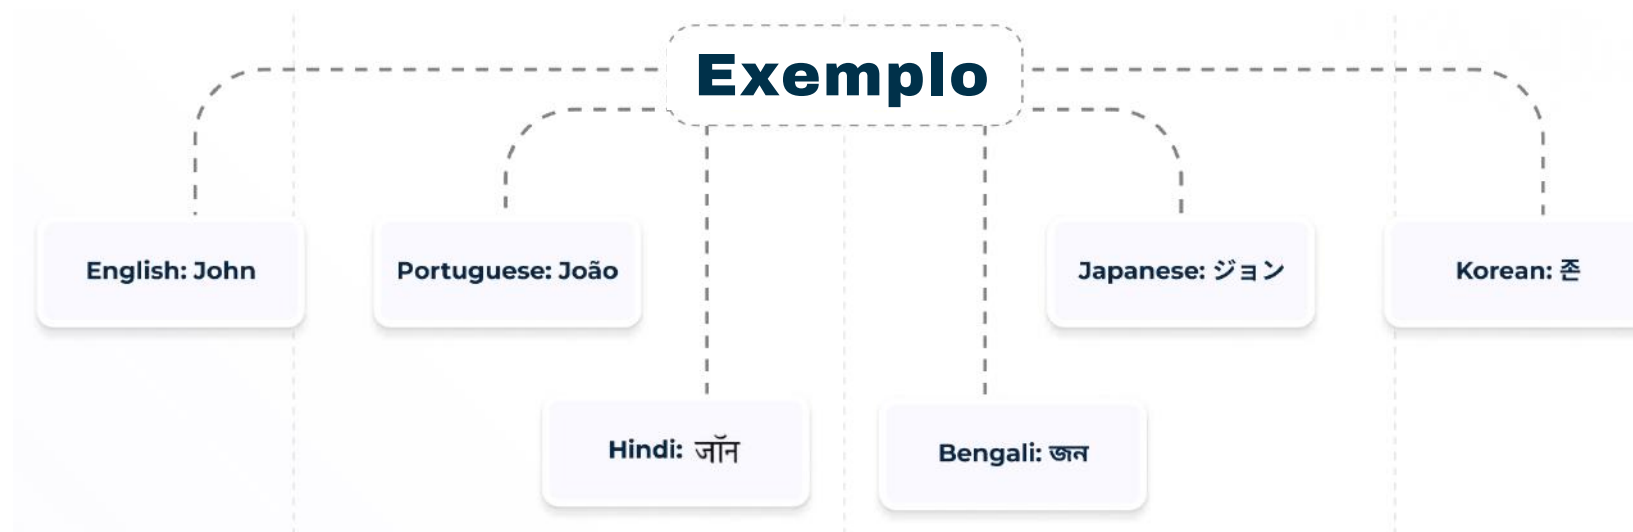 Exemplo
English: John
Portuguese: João
Japanese: ジョン
Korean: 존
Hindi: जॉन
Bengali: জন